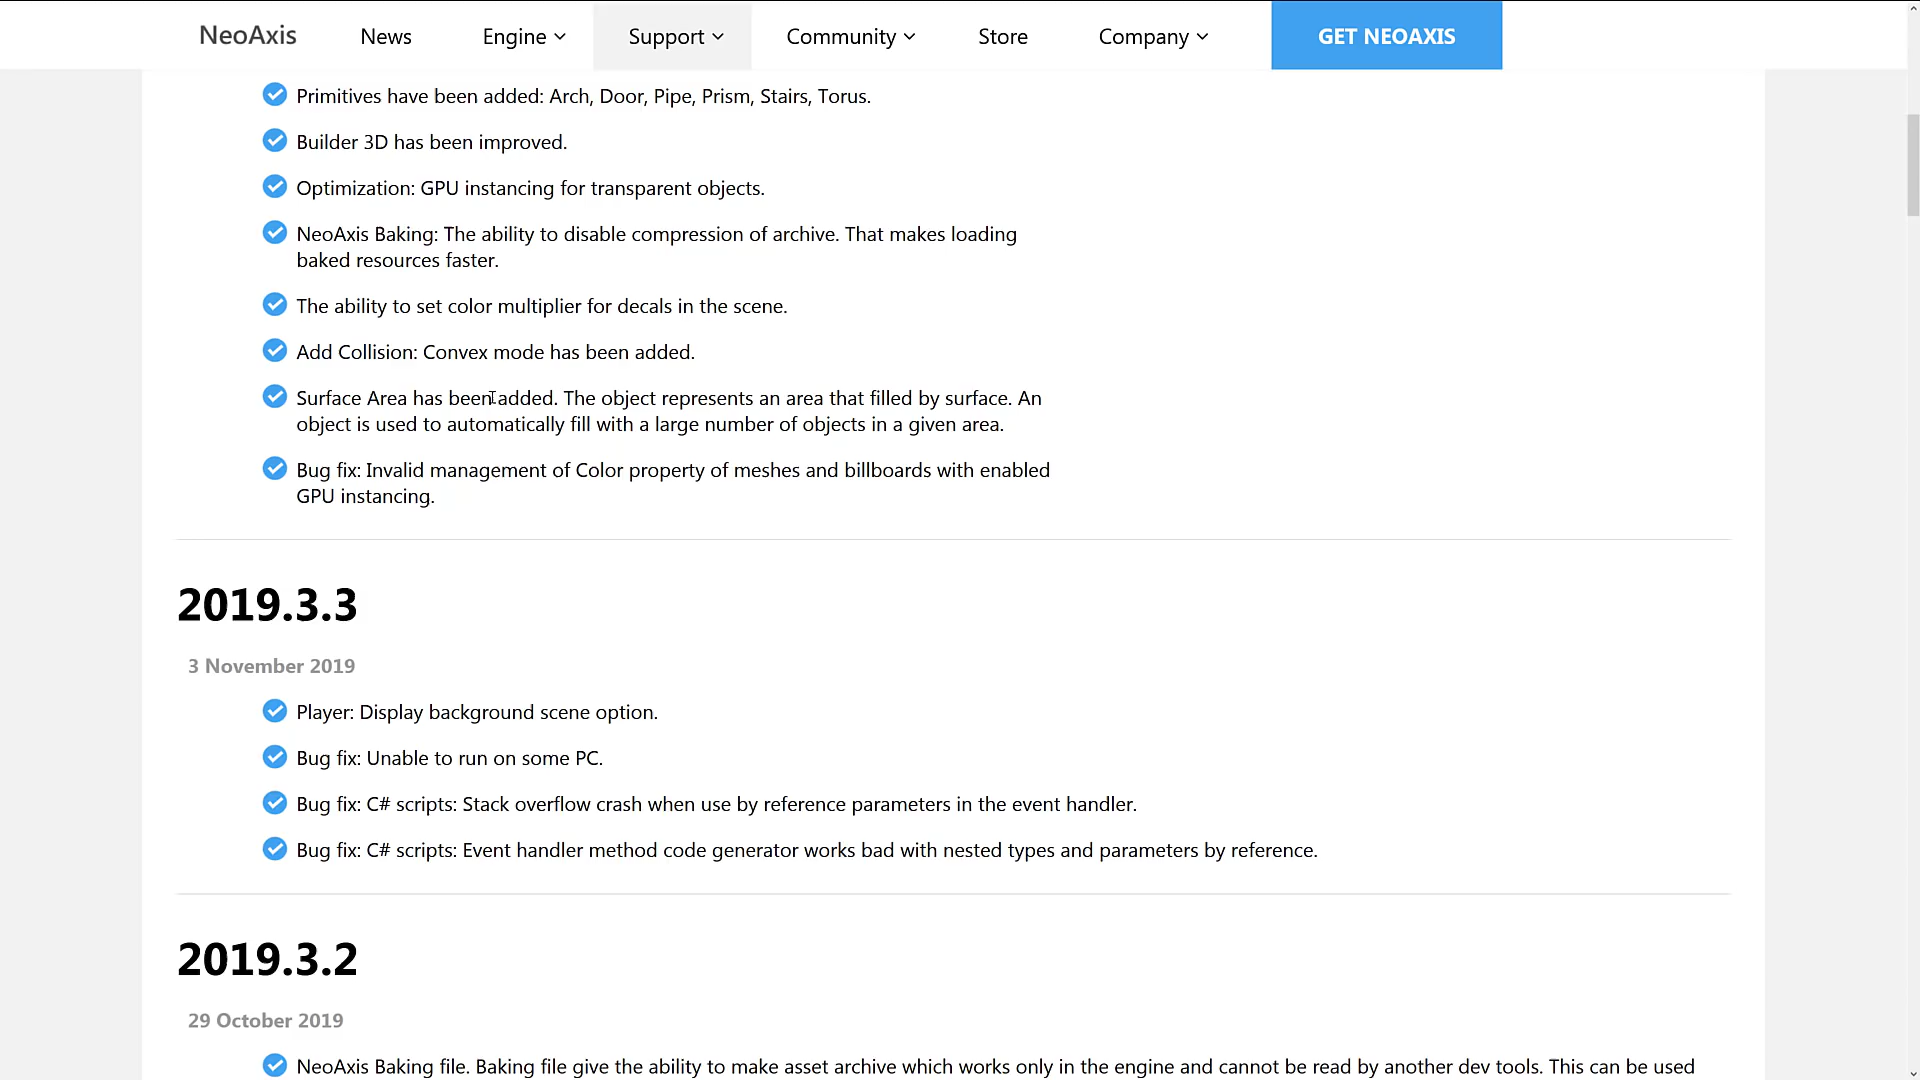 NeoAxis News Engine Support Community Store Company GET NEOAXIS
Primitives have been added: Arch, Door, Pipe, Prism, Stairs, Torus.
Builder 3D has been improved.
Optimization: GPU instancing for transparent objects.
NeoAxis Baking: The ability to disable compression of archive. That makes loading
baked resources faster.
The ability to set color multiplier for decals in the scene.
Add Collision: Convex mode has been added.
Surface Area has been added. The object represents an area that filled by surface. An
object is used to automatically fill with a large number of objects in a given area.
Bug fix: Invalid management of Color property of meshes and billboards with enabled
GPU instancing.
2019.3.3
3 November 2019
Player: Display background scene option.
Bug fix: Unable to run on some PC.
Bug fix: C# scripts: Stack overflow crash when use by reference parameters in the event handler.
Bug fix: C# scripts: Event handler method code generator works bad with nested types and parameters by reference.
2019.3.2
29 October 2019
NeoAxis Baking file. Baking file give the ability to make asset archive which works only in the engine and cannot be read by another dev tools. This can be used